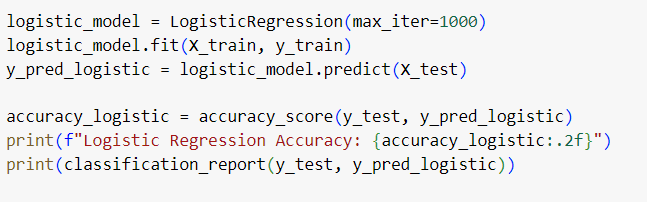 logistic_model = LogisticRegression(max_iter=1000)
logistic_model.fit(X_train, y_train)
y_pred_logistic = logistic_model.predict(X_test)
accuracy_logistic = accuracy_score(y_test, y_pred_logistic)
print(f"Logistic Regression Accuracy: {accuracy_logistic:.2f}")
print(classification_report(y_test, y_pred_logistic))